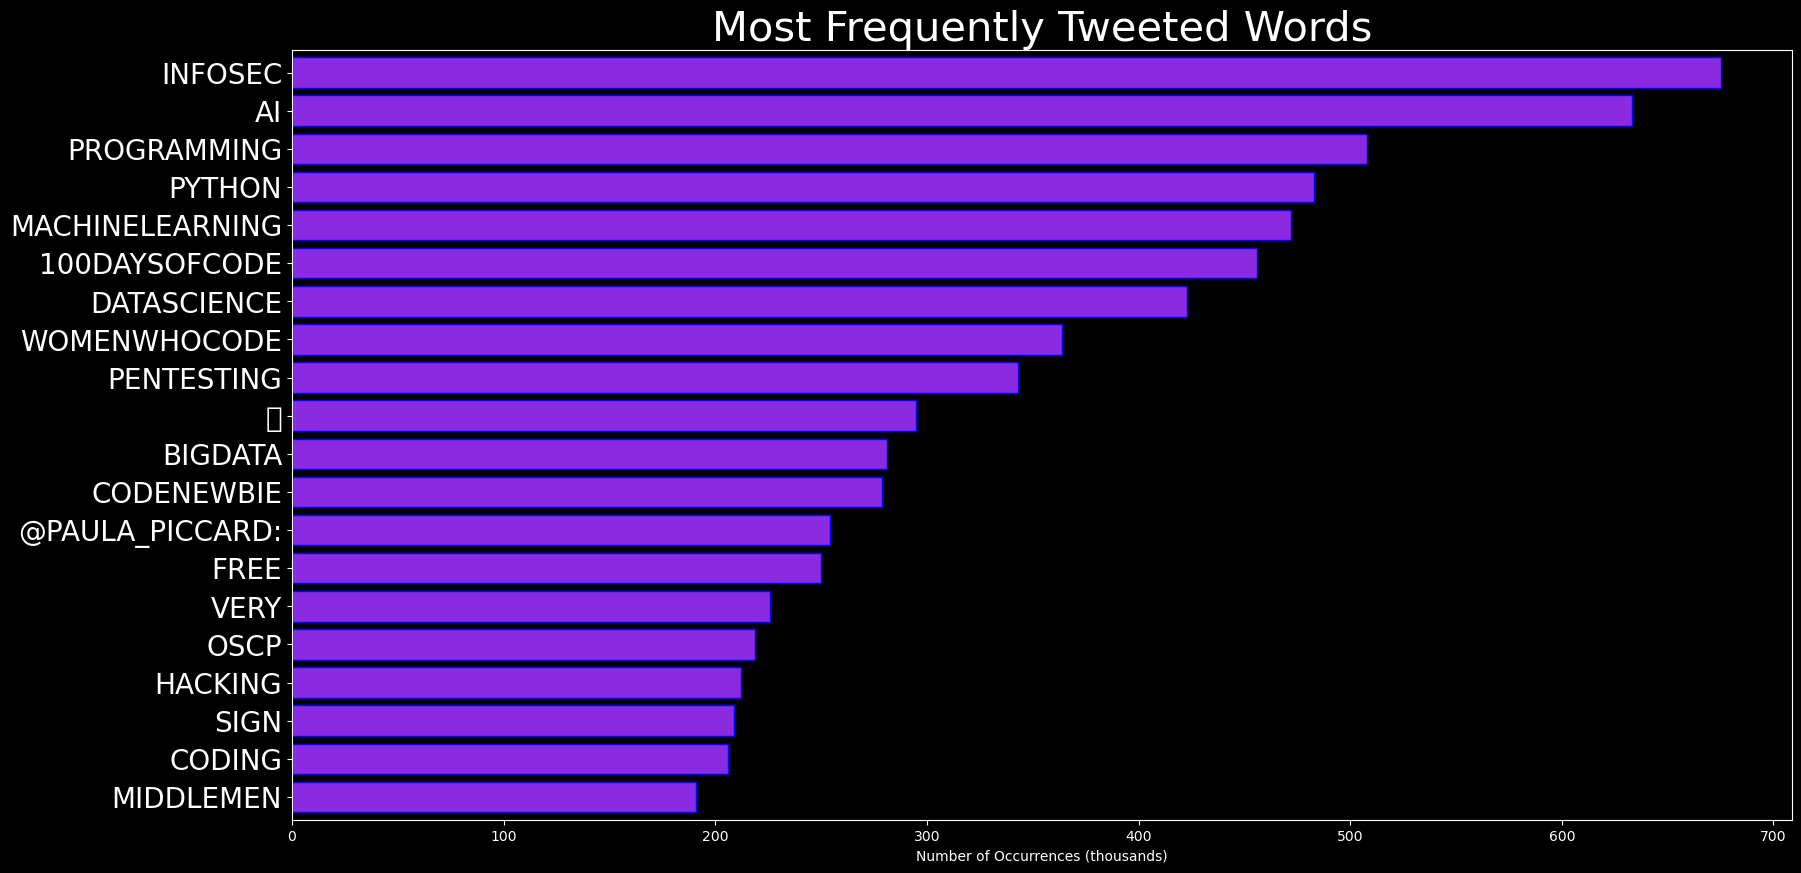 Most Frequently Tweeted Words
INFOSEC
AI
PROGRAMMING
PYTHON
MACHINELEARNING
100DAYSOFCODE
DATASCIENCE
WOMENWHOCODE
PENTESTING
BIGDATA
CODENEWBIE
@PAULA_PICCARD:
FREE
VERY
OSCP
HACKING
SIGN
CODING
MIDDLEMEN
0 100 200 300 400 500 600 700
Number of Occurrences (thousands)